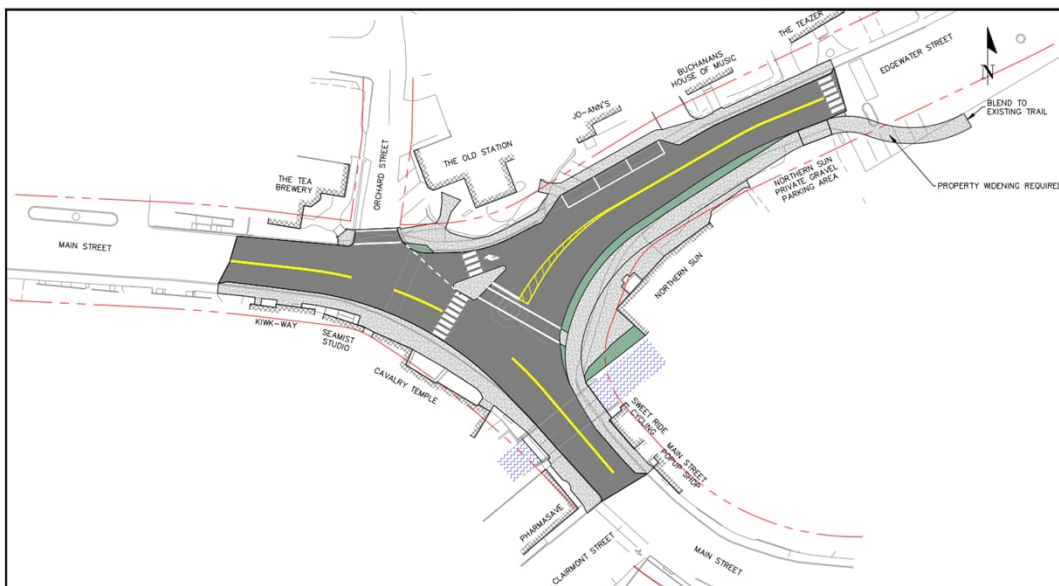 THE TEAZER
EDGEWATER STREET
N
BUCHANANS
HOUSE OF MUSIC
BLEND TO
EXISTING TRAIL
JO-ANN'S
THE OLD STATION
ORCHARD STREET
THE TEA
BREWERY
NORTHERN SUN
PRIVATE GRAVEL
PARKING AREA
PROPERTY WIDENING REQUIRED
MAIN STREET
NORTHERN SUN
KIWK-WAY
SEAMIST
STUDIO
CAVALRY TEMPLE
SWEET RIDE
CYCLING
MAIN STREET
POPUP SHOP
PHARMASAVE
CLAIRMONT STREET
MAIN STREET